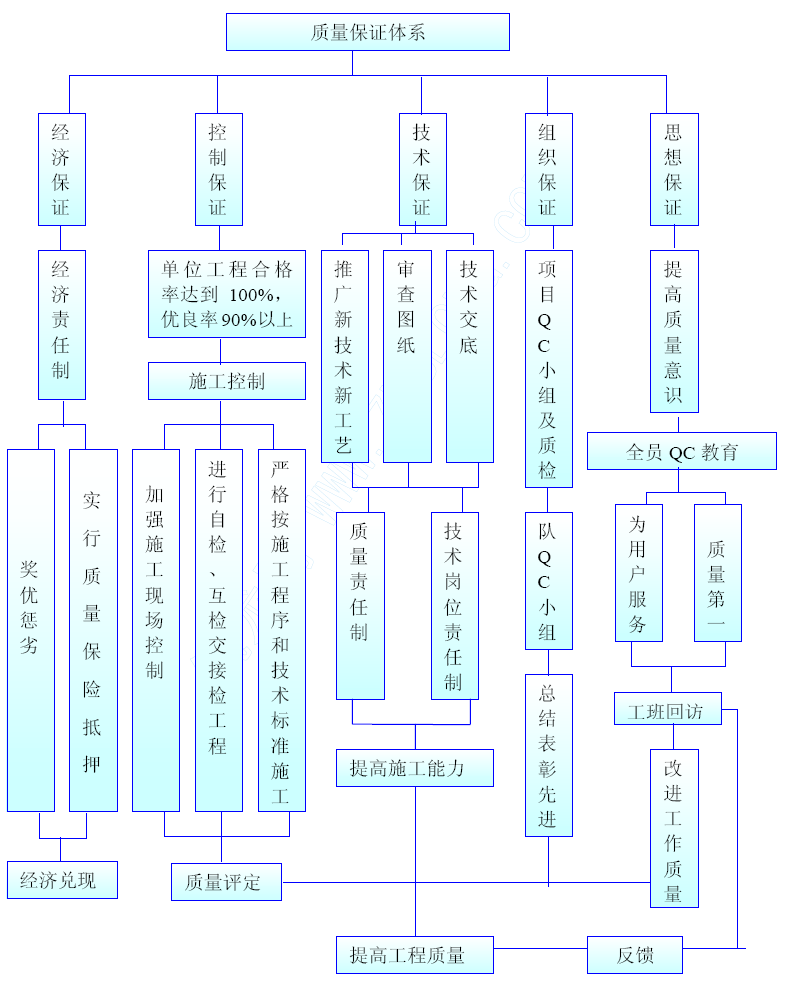 质量保证体系
经济保证
控制保证
技术保证
组织保证
思想保证
经济责任制
单位工程合格
率达到 100%，
优良率90%以上
施工控制
推广新技术新工艺
审查图纸
技术交底
项目QC小组及质检
提高质量意识
全员 QC 教育
奖优惩劣
实行质量保险抵押
加强施工现场控制
进行自检、互检交接检工程
严格按施工程序和技术标准施工
质量责任制
技术岗位责任制
队QC小组
为用户服务
质量第一
总结表彰先进
工班回访
提高施工能力
改进工作质量
经济兑现
质量评定
提高工程质量
反馈